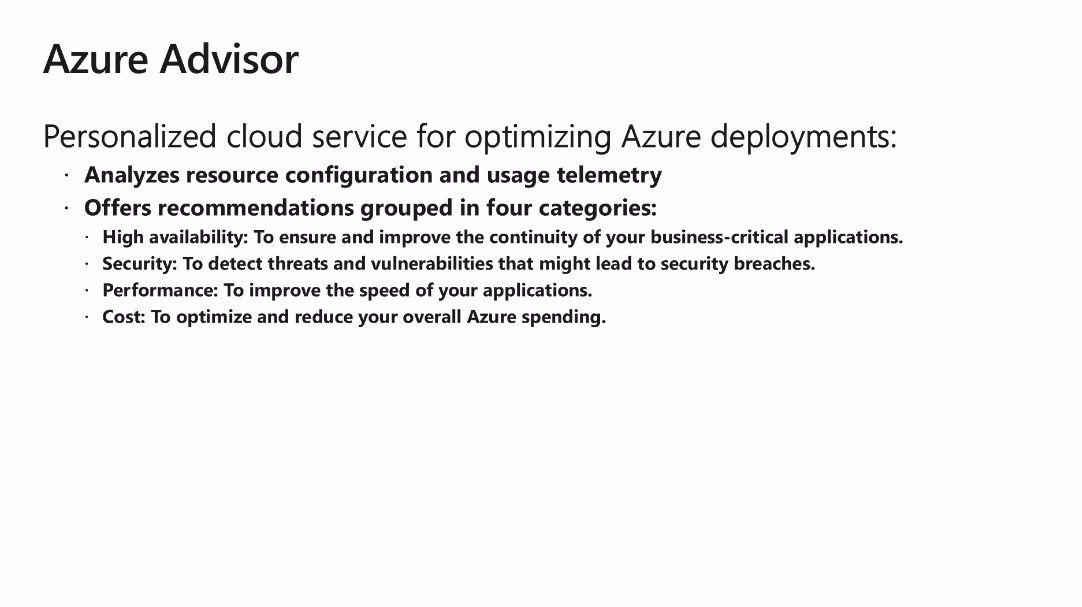 Azure Advisor
Personalized cloud service for optimizing Azure deployments:
· Analyzes resource configuration and usage telemetry
· Offers recommendations grouped in four categories:
· High availability: To ensure and improve the continuity of your business-critical applications.
· Security: To detect threats and vulnerabilities that might lead to security breaches.
· Performance: To improve the speed of your applications.
· Cost: To optimize and reduce your overall Azure spending.